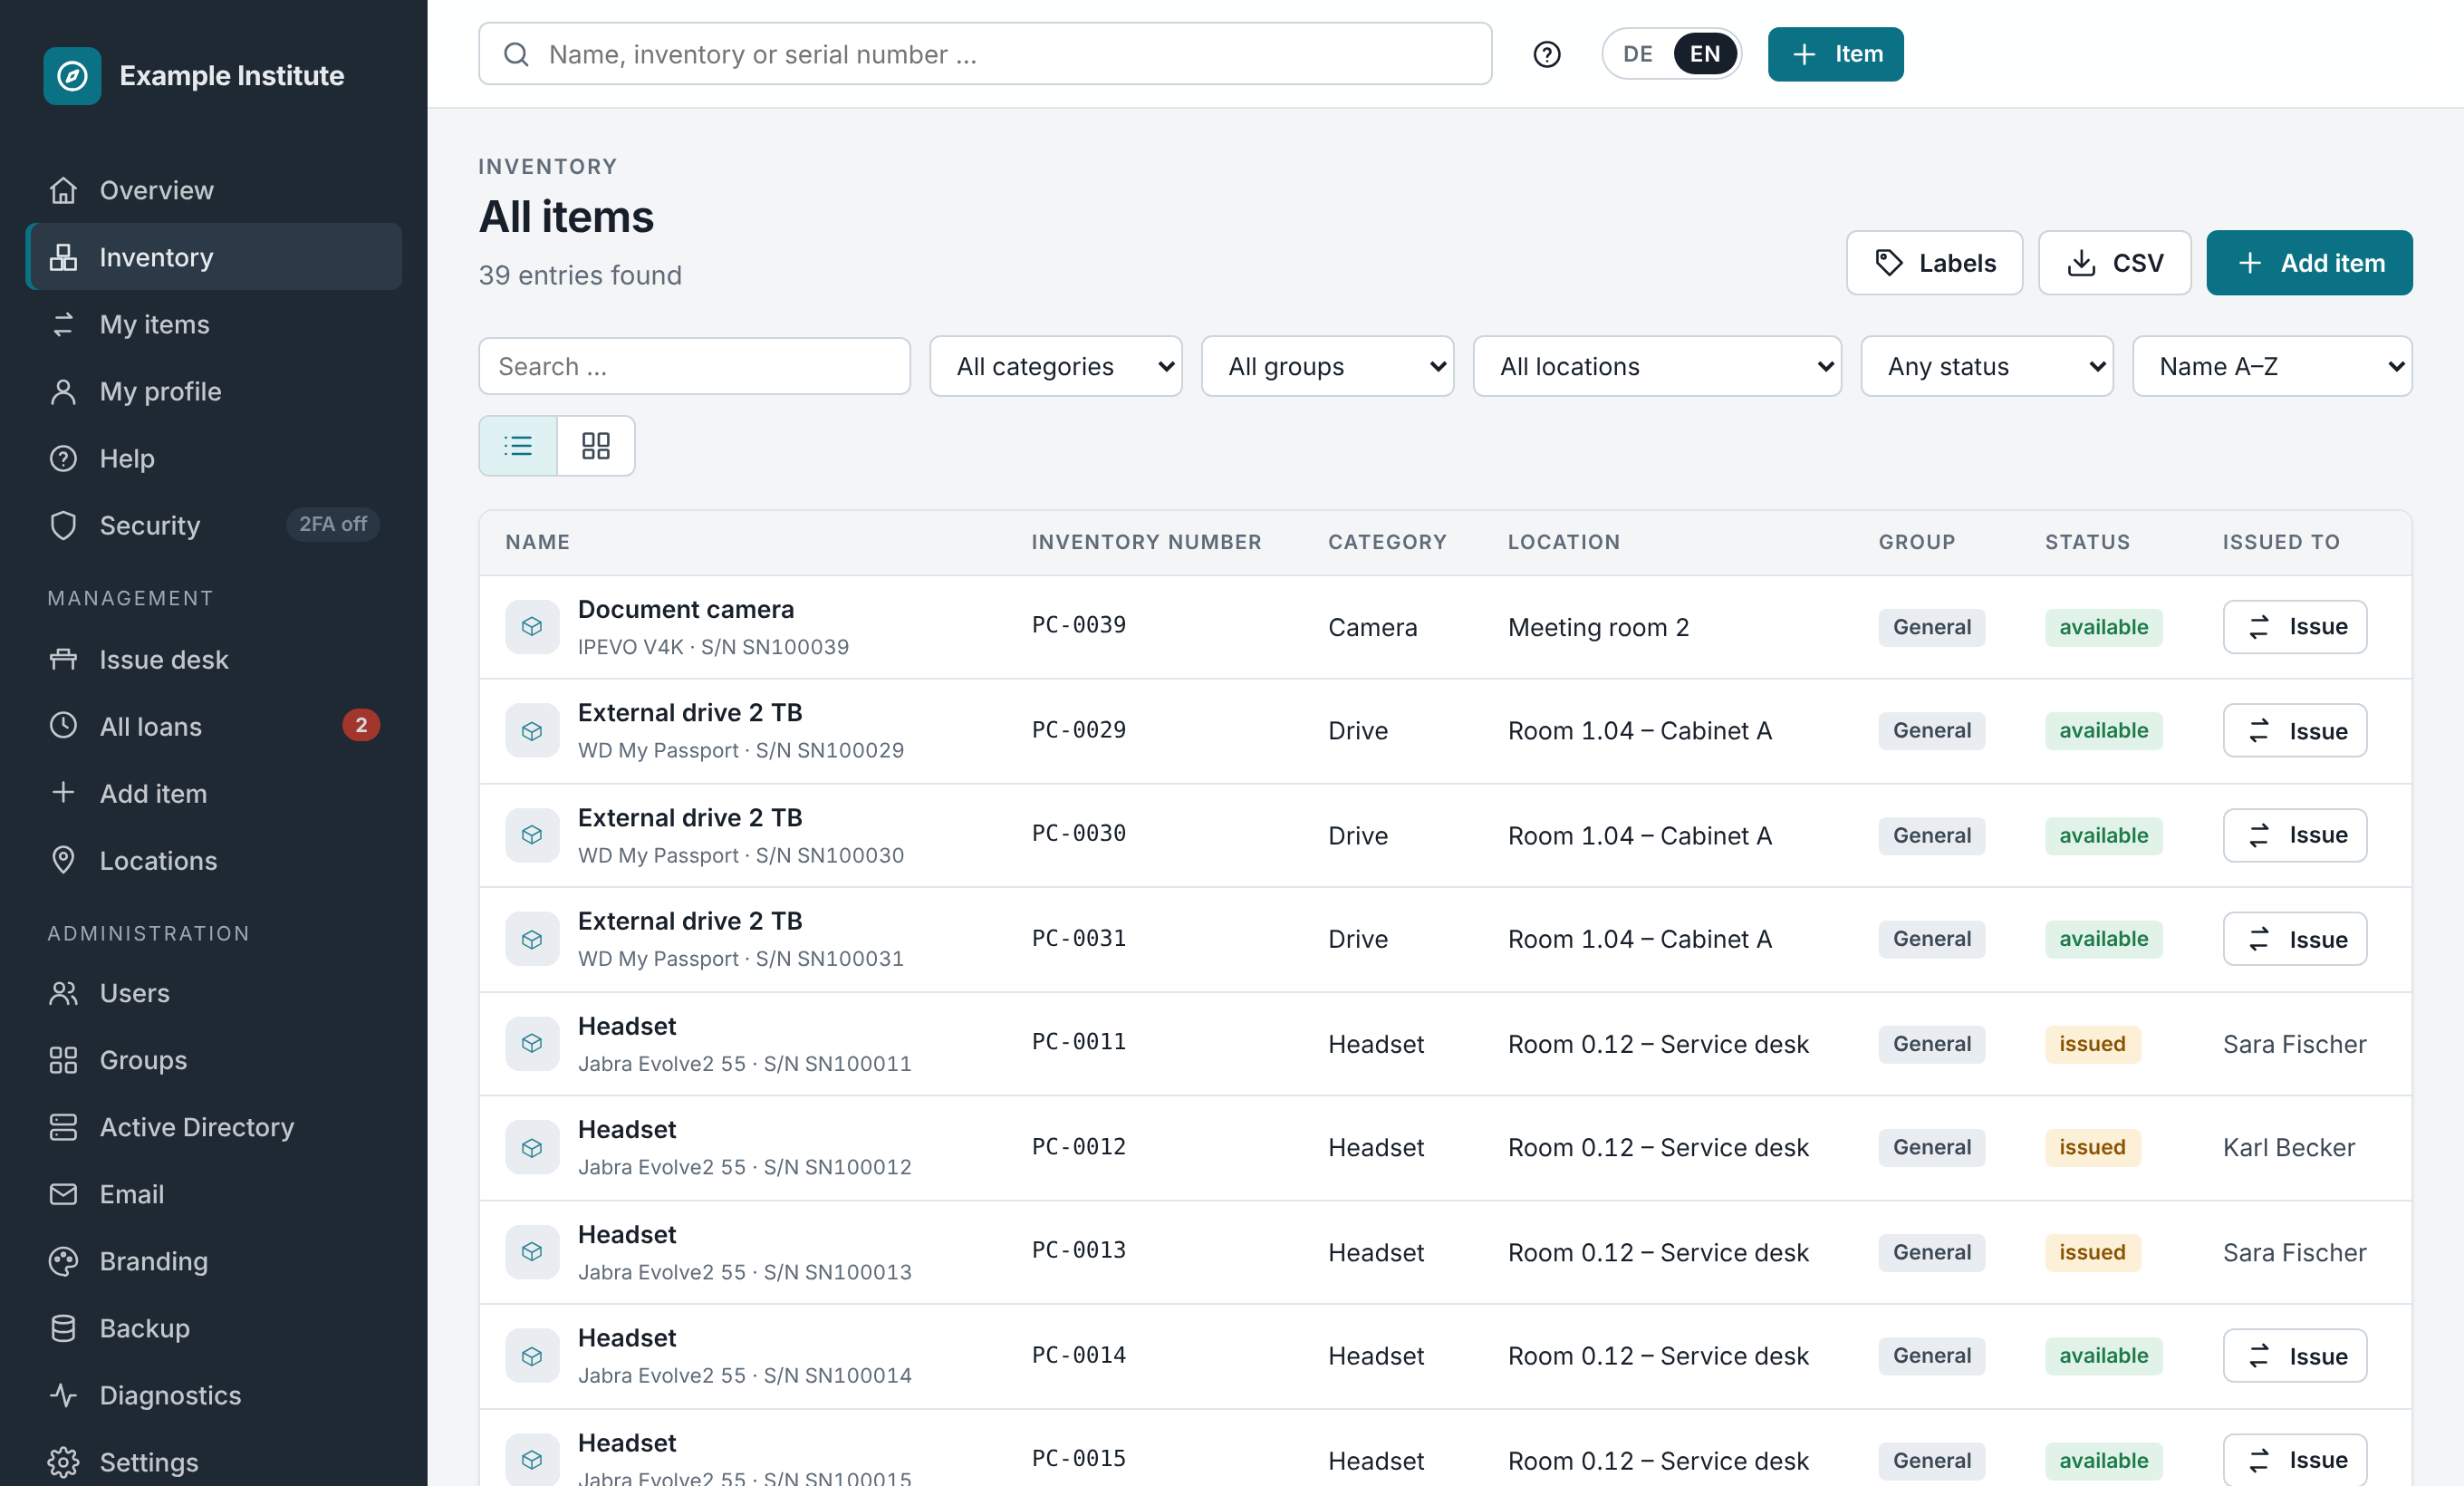 Example Institute
Overview
Inventory
My items
My profile
Help
Security 2FA off
MANAGEMENT
Issue desk
All loans 2
Add item
Locations
ADMINISTRATION
Users
Groups
Active Directory
Email
Branding
Backup
Diagnostics
Settings
Name, inventory or serial number ... DE EN Item
INVENTORY
All items
39 entries found
Labels CSV Add item
Search ... All categories All groups All locations Any status Name A–Z
NAME INVENTORY NUMBER CATEGORY LOCATION GROUP STATUS ISSUED TO
Document camera
IPEVO V4K · S/N SN100039
PC-0039 Camera Meeting room 2 General available Issue
External drive 2 TB
WD My Passport · S/N SN100029
PC-0029 Drive Room 1.04 – Cabinet A General available Issue
External drive 2 TB
WD My Passport · S/N SN100030
PC-0030 Drive Room 1.04 – Cabinet A General available Issue
External drive 2 TB
WD My Passport · S/N SN100031
PC-0031 Drive Room 1.04 – Cabinet A General available Issue
Headset
Jabra Evolve2 55 · S/N SN100011
PC-0011 Headset Room 0.12 – Service desk General issued Sara Fischer
Headset
Jabra Evolve2 55 · S/N SN100012
PC-0012 Headset Room 0.12 – Service desk General issued Karl Becker
Headset
Jabra Evolve2 55 · S/N SN100013
PC-0013 Headset Room 0.12 – Service desk General issued Sara Fischer
Headset
Jabra Evolve2 55 · S/N SN100014
PC-0014 Headset Room 0.12 – Service desk General available Issue
Headset
Jabra Evolve2 55 · S/N SN100015
PC-0015 Headset Room 0.12 – Service desk General available Issue